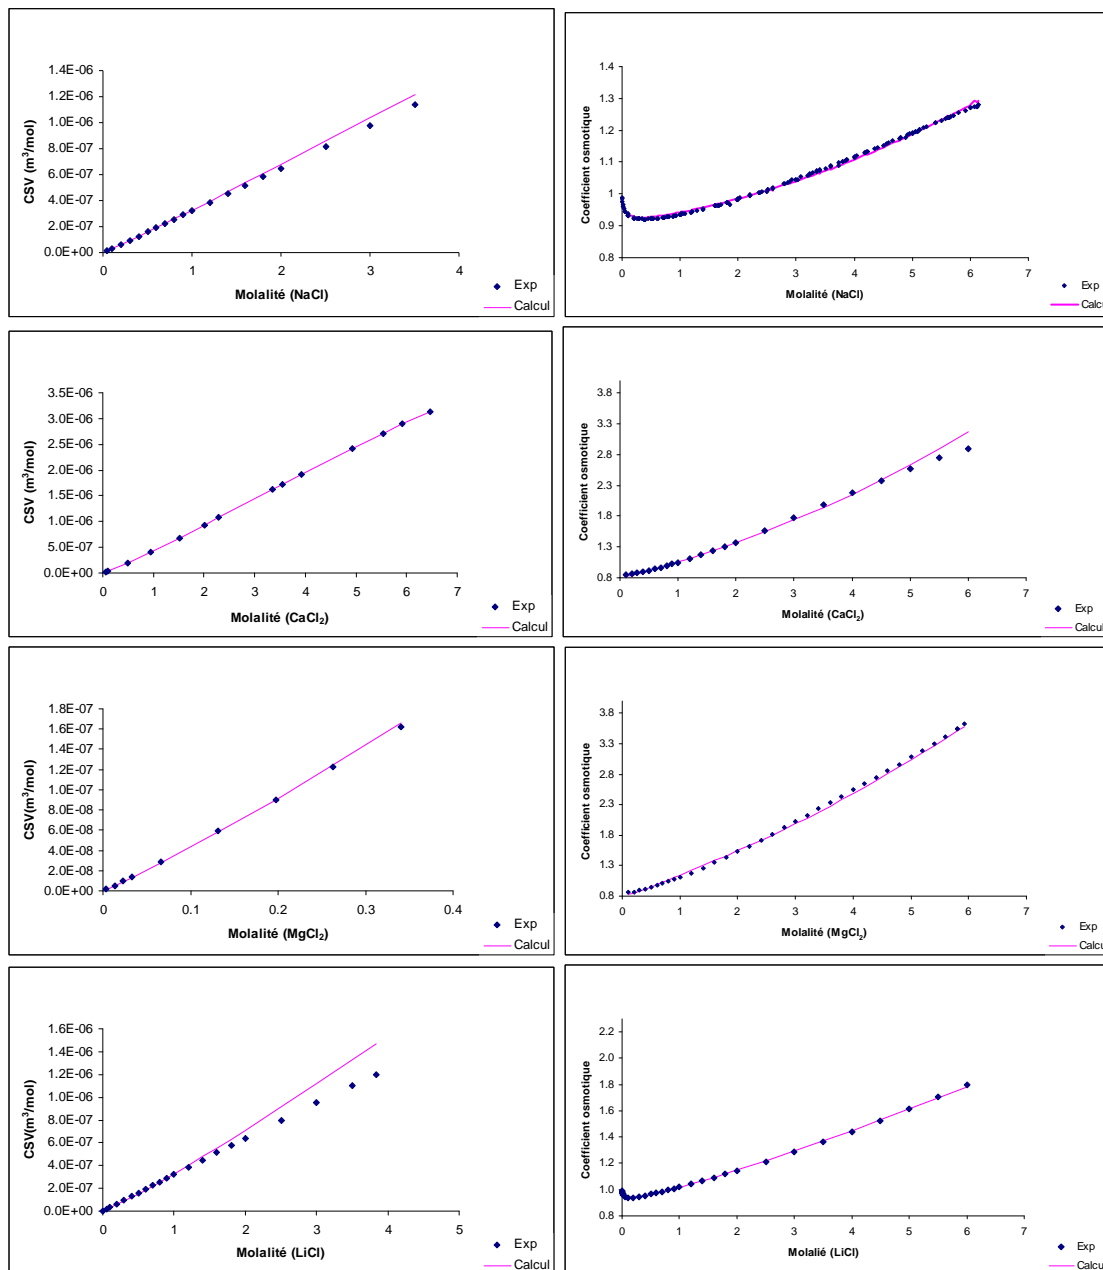 CSV (m³/mol)
1.4E-06
1.2E-06
1.0E-06
8.0E-07
6.0E-07
4.0E-07
2.0E-07
0.0E+00
0 1 2 3 4
Molalité (NaCl)
Exp
Calcul
Coefficient osmotique
1.4
1.3
1.2
1.1
1
0.9
0.8
0 1 2 3 4 5 6 7
Molalité (NaCl)
Exp
Calcul
CSV (m³/mol)
3.5E-06
3.0E-06
2.5E-06
2.0E-06
1.5E-06
1.0E-06
5.0E-07
0.0E+00
0 1 2 3 4 5 6 7
Molalité (CaCl₂)
Exp
Calcul
Coefficient osmotique
3.8
3.3
2.8
2.3
1.8
1.3
0.8
0 1 2 3 4 5 6 7
Molalité (CaCl₂)
Exp
Calcul
CSV(m³/mol)
1.8E-07
1.6E-07
1.4E-07
1.2E-07
1.0E-07
8.0E-08
6.0E-08
4.0E-08
2.0E-08
0.0E+00
0 0.1 0.2 0.3 0.4
Molalité (MgCl₂)
Exp
Calcul
Coefficient osmotique
3.8
3.3
2.8
2.3
1.8
1.3
0.8
0 1 2 3 4 5 6 7
Molalité (MgCl₂)
Exp
Calcul
CSV(m³/mol)
1.6E-06
1.4E-06
1.2E-06
1.0E-06
8.0E-07
6.0E-07
4.0E-07
2.0E-07
0.0E+00
0 1 2 3 4 5
Molalité (LiCl)
Exp
Calcul
Coefficient osmotique
2.2
2.0
1.8
1.6
1.4
1.2
1.0
0.8
0 1 2 3 4 5 6 7
Molalié (LiCl)
Exp
Calcul